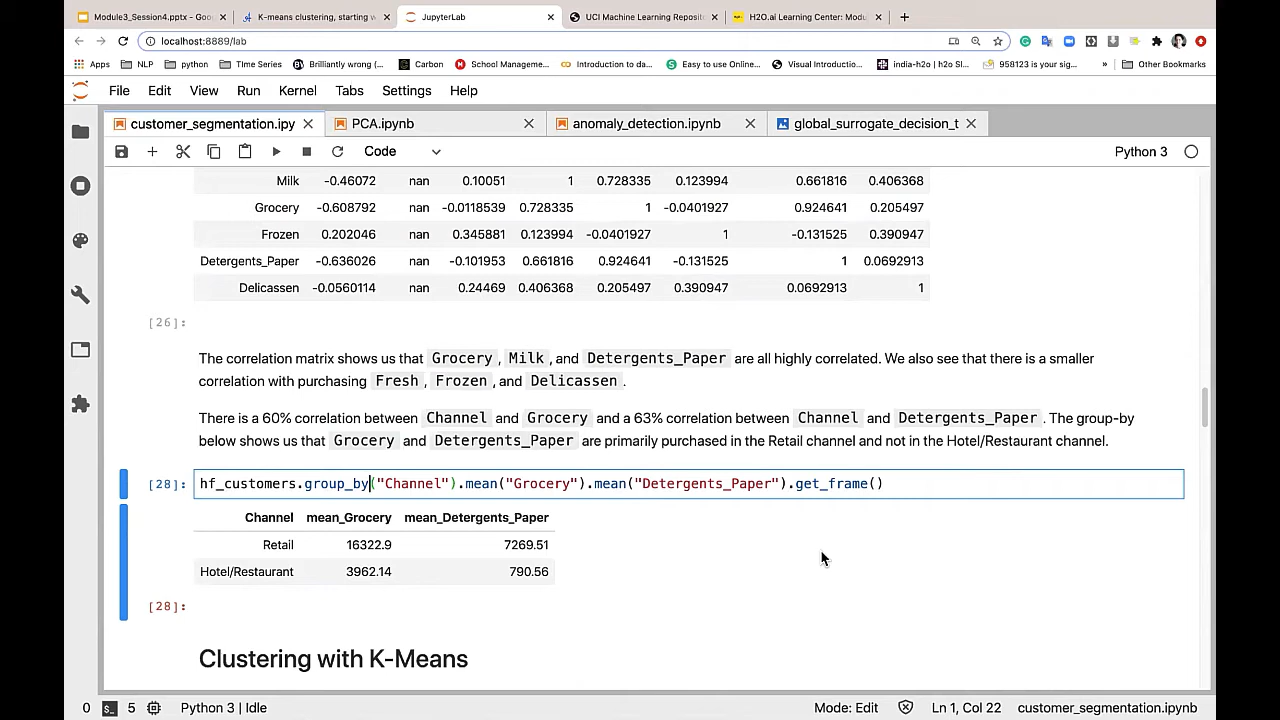 Module3_Session4.pptx - Goo
K-means clustering, starting w
JupyterLab
UCI Machine Learning Reposit
H2O.ai Learning Center: Modu
localhost:8889/lab
Apps NLP python TIme Series Brilliantly wrong (... Carbon School Manageme... Introduction to da... Easy to use Online... Visual Introductio... india-h2o | h2o Sl... 958123 is your sig... » Other Bookmarks
File Edit View Run Kernel Tabs Settings Help
customer_segmentation.ipy PCA.ipynb anomaly_detection.ipynb global_surrogate_decision_t
Code Python 3
Milk -0.46072 nan 0.10051 1 0.728335 0.123994 0.661816 0.406368
Grocery -0.608792 nan -0.0118539 0.728335 1 -0.0401927 0.924641 0.205497
Frozen 0.202046 nan 0.345881 0.123994 -0.0401927 1 -0.131525 0.390947
Detergents_Paper -0.636026 nan -0.101953 0.661816 0.924641 -0.131525 1 0.0692913
Delicassen -0.0560114 nan 0.24469 0.406368 0.205497 0.390947 0.0692913 1
[26]:
The correlation matrix shows us that Grocery, Milk, and Detergents_Paper are all highly correlated. We also see that there is a smaller
correlation with purchasing Fresh, Frozen, and Delicassen.
There is a 60% correlation between Channel and Grocery and a 63% correlation between Channel and Detergents_Paper. The group-by
below shows us that Grocery and Detergents_Paper are primarily purchased in the Retail channel and not in the Hotel/Restaurant channel.
[28]: hf_customers.group_by("Channel").mean("Grocery").mean("Detergents_Paper").get_frame()
Channel mean_Grocery mean_Detergents_Paper
Retail 16322.9 7269.51
Hotel/Restaurant 3962.14 790.56
[28]:
Clustering with K-Means
0 5 Python 3 | Idle Mode: Edit Ln 1, Col 22 customer_segmentation.ipynb